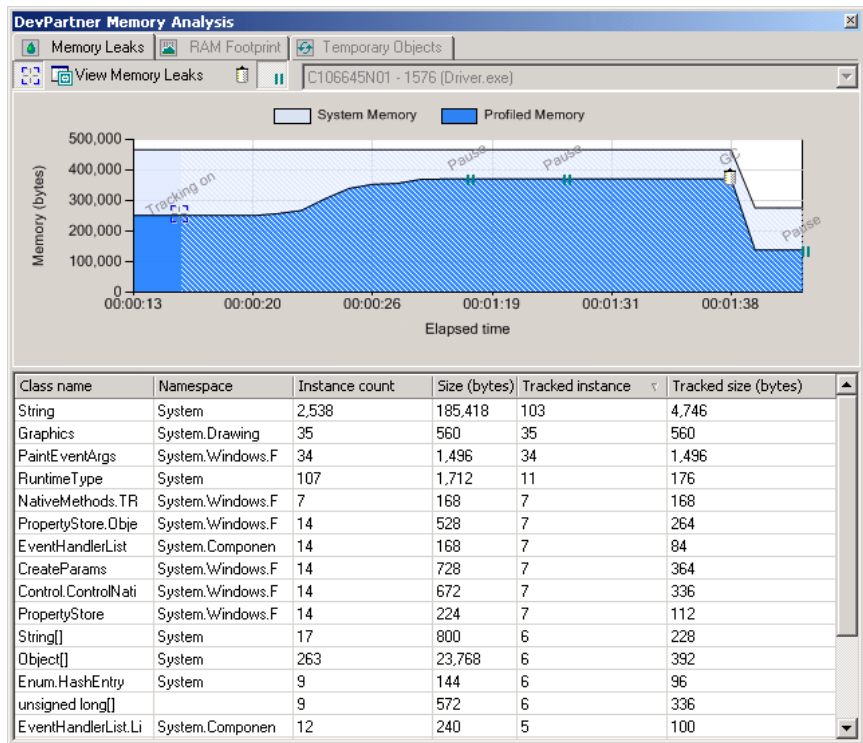 DevPartner Memory Analysis
Memory Leaks RAM Footprint Temporary Objects
View Memory Leaks C106645N01 - 1576 (Driver.exe)
System Memory Profiled Memory
Memory (bytes)
500,000
400,000
300,000
200,000
100,000
0
Tracking on
Pause
Pause
GC
Pause
00:00:13 00:00:20 00:00:26 00:01:19 00:01:31 00:01:38
Elapsed time
Class name Namespace Instance count Size (bytes) Tracked instance Tracked size (bytes)
String System 2,538 185,418 103 4,746
Graphics System.Drawing 35 560 35 560
PaintEventArgs System.Windows.F 34 1,496 34 1,496
RuntimeType System 107 1,712 11 176
NativeMethods.TR System.Windows.F 7 168 7 168
PropertyStore.Obje System.Windows.F 14 528 7 264
EventHandlerList System.Componen 14 168 7 84
CreateParams System.Windows.F 14 728 7 364
Control.ControlNati System.Windows.F 14 672 7 336
PropertyStore System.Windows.F 14 224 7 112
String[] System 17 800 6 228
Object[] System 263 23,768 6 392
Enum.HashEntry System 9 144 6 96
unsigned long[] 9 572 6 336
EventHandlerList.Li System.Componen 12 240 5 100